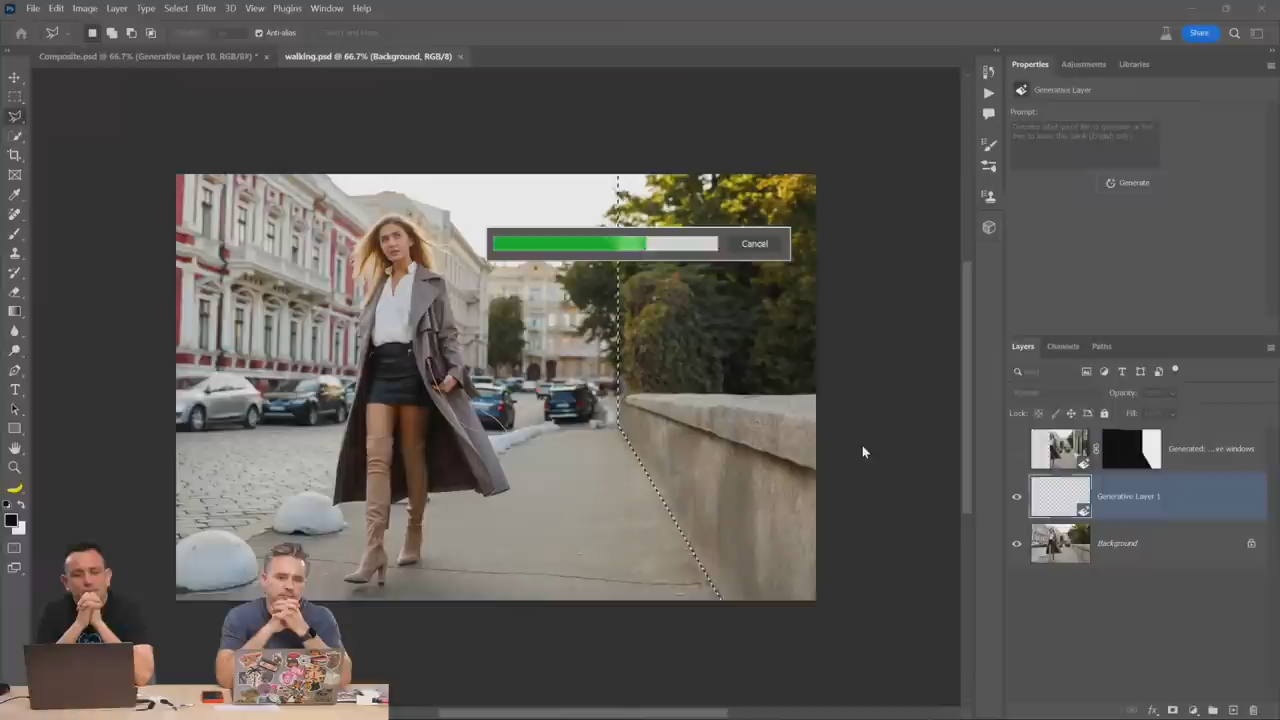 File Edit Image Layer Type Select Filter 3D View Plugins Window Help
Anti-alias
Share
Composite.psd @ 66.7% (Generative Layer 10, RGB/8#) *
walking.psd @ 66.7% (Background, RGB/8)
Properties Adjustments Libraries
Generative Layer
Prompt:
Generate
Cancel
Layers Channels Paths
Opacity:
Lock: Fill:
Generated: ...ve windows
Generative Layer 1
Background